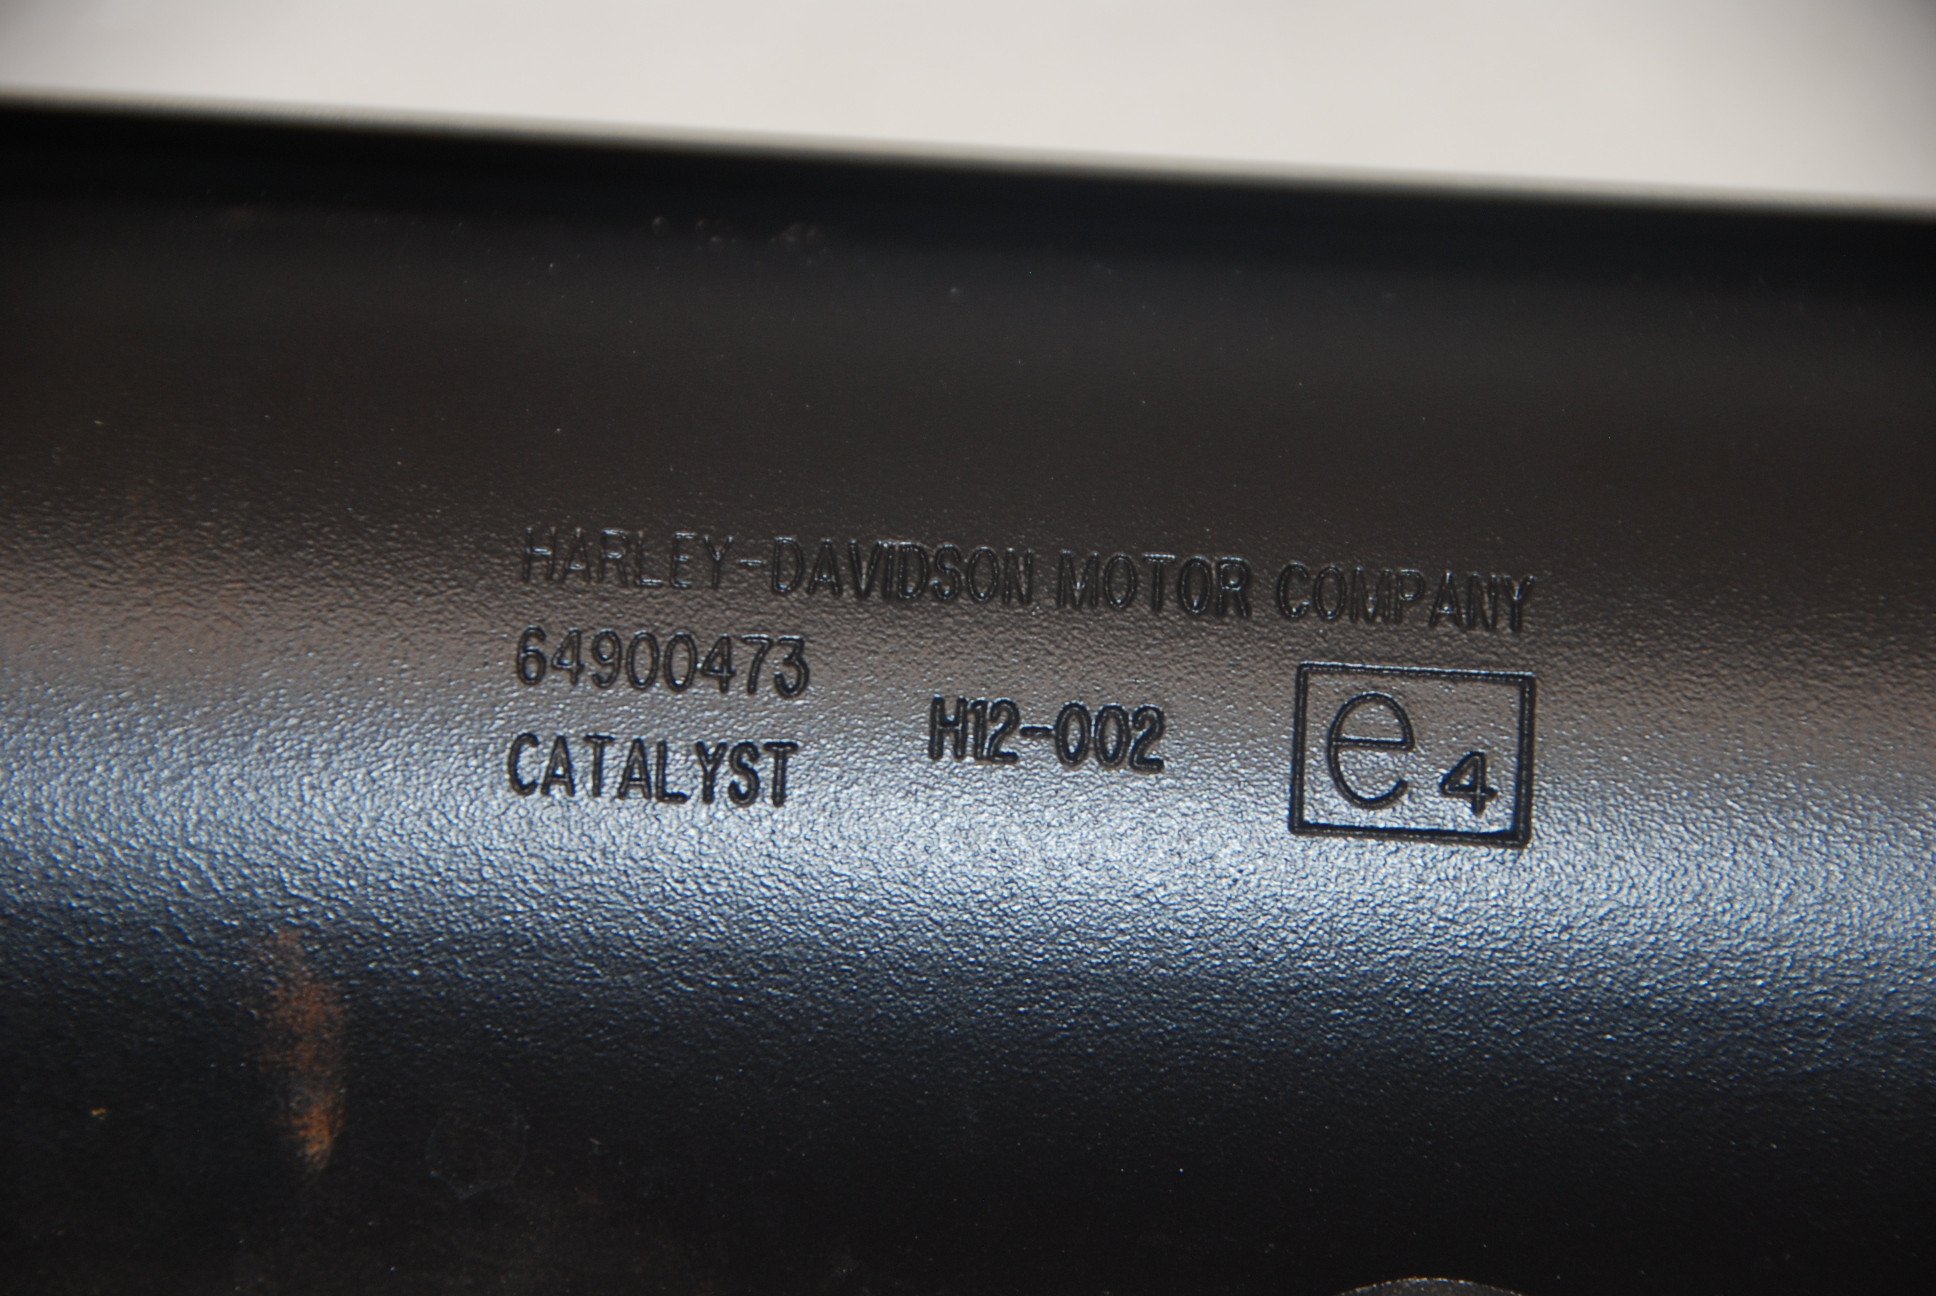 HARLEY-DAVIDSON MOTOR COMPANY
64900473
CATALYST
H12-002
e4